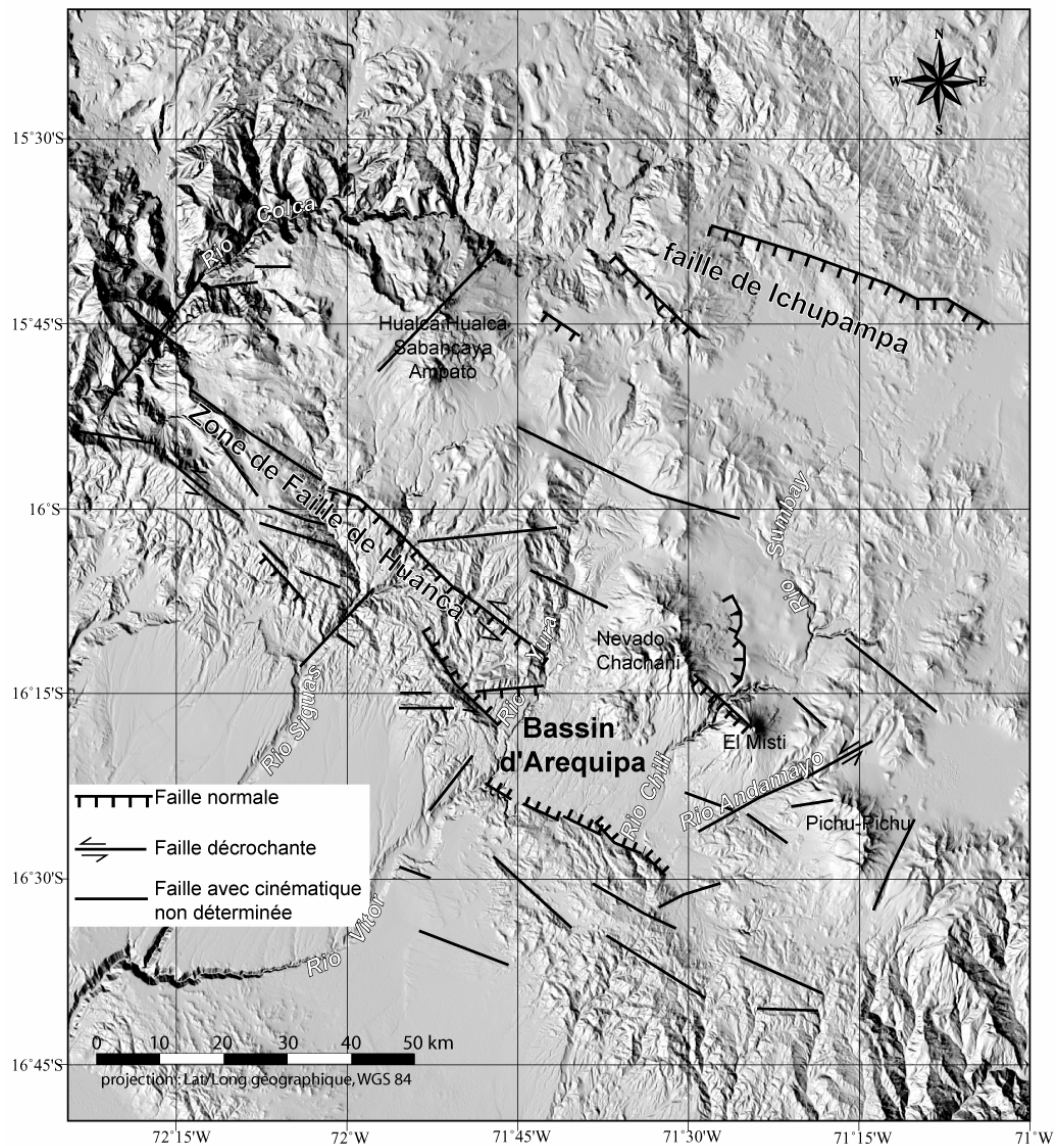 N
W
E
S
15°30'S
15°45'S
16°S
16°15'S
16°30'S
16°45'S
Rio Colca
faille de Ichupampa
Hualca Hualca
Sabancaya
Ampato
Zone de Faille de Huanca
Rio Sumbay
Rio Yura
Nevado
Chachani
Rio Siguas
Bassin
d'Arequipa
El Misti
Rio Chili
Rio Andamayo
Pichu-Pichu
Rio Vitor
Faille normale
Faille décrochante
Faille avec cinématique
non déterminée
0 10 20 30 40 50 km
projection : Lat/Long géographique, WGS 84
72°15'W 72°W 71°45'W 71°30'W 71°15'W 71°W